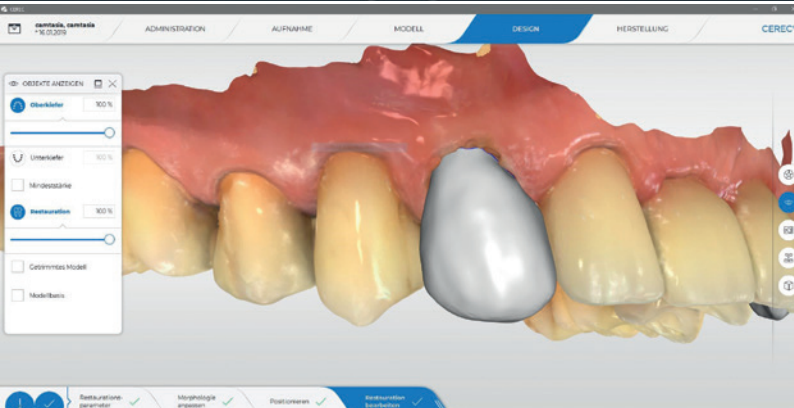 CEREC
camtasia, camtasia
*16.01.2019
ADMINISTRATION
AUFNAHME
MODELL
DESIGN
HERSTELLUNG
CEREC
OBJEKTE ANZEIGEN
Oberkiefer 100 %
Unterkiefer 100 %
Mindeststärke
Restauration 100 %
Getrimmtes Modell
Modellbasis
Restaurations-
parameter
Morphologie
anpassen
Positionieren
Restauration
bearbeiten